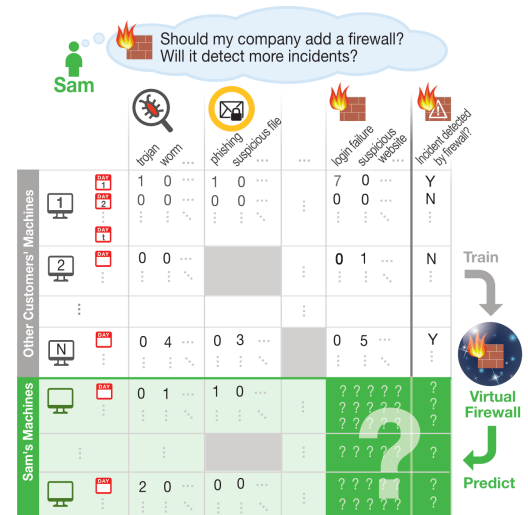 Should my company add a firewall?
Will it detect more incidents?
Sam
trojan worm ... phishing suspicious file ... ... login failure suspicious website ... Incident detected by firewall?
Other Customers' Machines
1 DAY 1 1 0 ... 1 0 ... 7 0 ... Y
DAY 2 0 0 ... 0 0 ... 0 0 ... N
DAY t
2 DAY 0 0 ... 0 1 ... N
N DAY 0 4 ... 0 3 ... 0 5 ... Y
Train
Virtual
Firewall
Predict
Sam's Machines
DAY 0 1 ... 1 0 ... ? ? ? ? ? ?
? ? ? ? ? ?
? ? ? ? ? ?
? ? ? ? ? ?
?
DAY 2 0 ... 0 0 ... ? ? ? ? ? ?
? ? ? ? ? ?